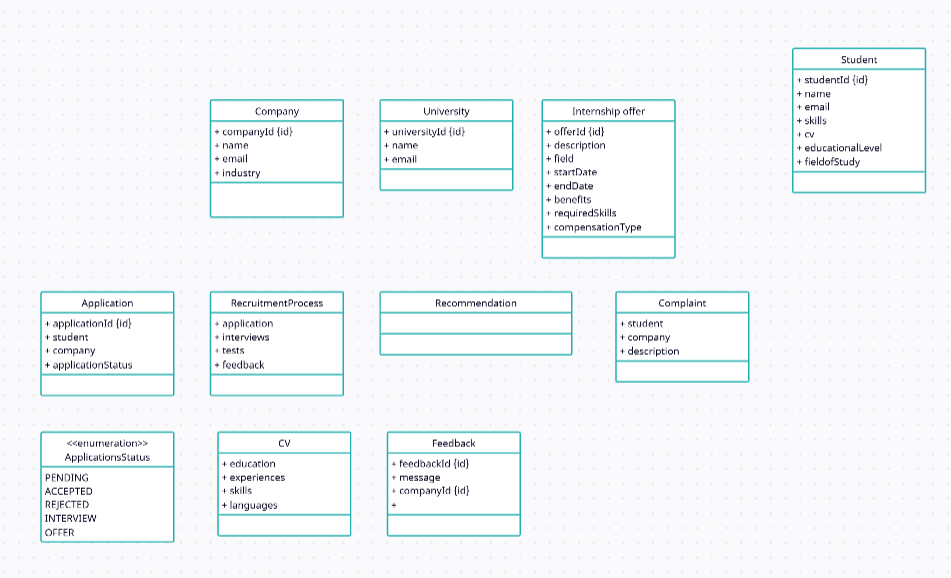 Student
+ studentId {id}
+ name
+ email
+ skills
+ cv
+ educationalLevel
+ fieldofStudy
Company
+ companyId {id}
+ name
+ email
+ industry
University
+ universityId {id}
+ name
+ email
Internship offer
+ offerId {id}
+ description
+ field
+ startDate
+ endDate
+ benefits
+ requiredSkills
+ compensationType
Application
+ applicationId {id}
+ student
+ company
+ applicationStatus
RecruitmentProcess
+ application
+ interviews
+ tests
+ feedback
Recommendation
Complaint
+ student
+ company
+ description
<<enumeration>>
ApplicationsStatus
PENDING
ACCEPTED
REJECTED
INTERVIEW
OFFER
CV
+ education
+ experiences
+ skills
+ languages
Feedback
+ feedbackId {id}
+ message
+ companyId {id}
+